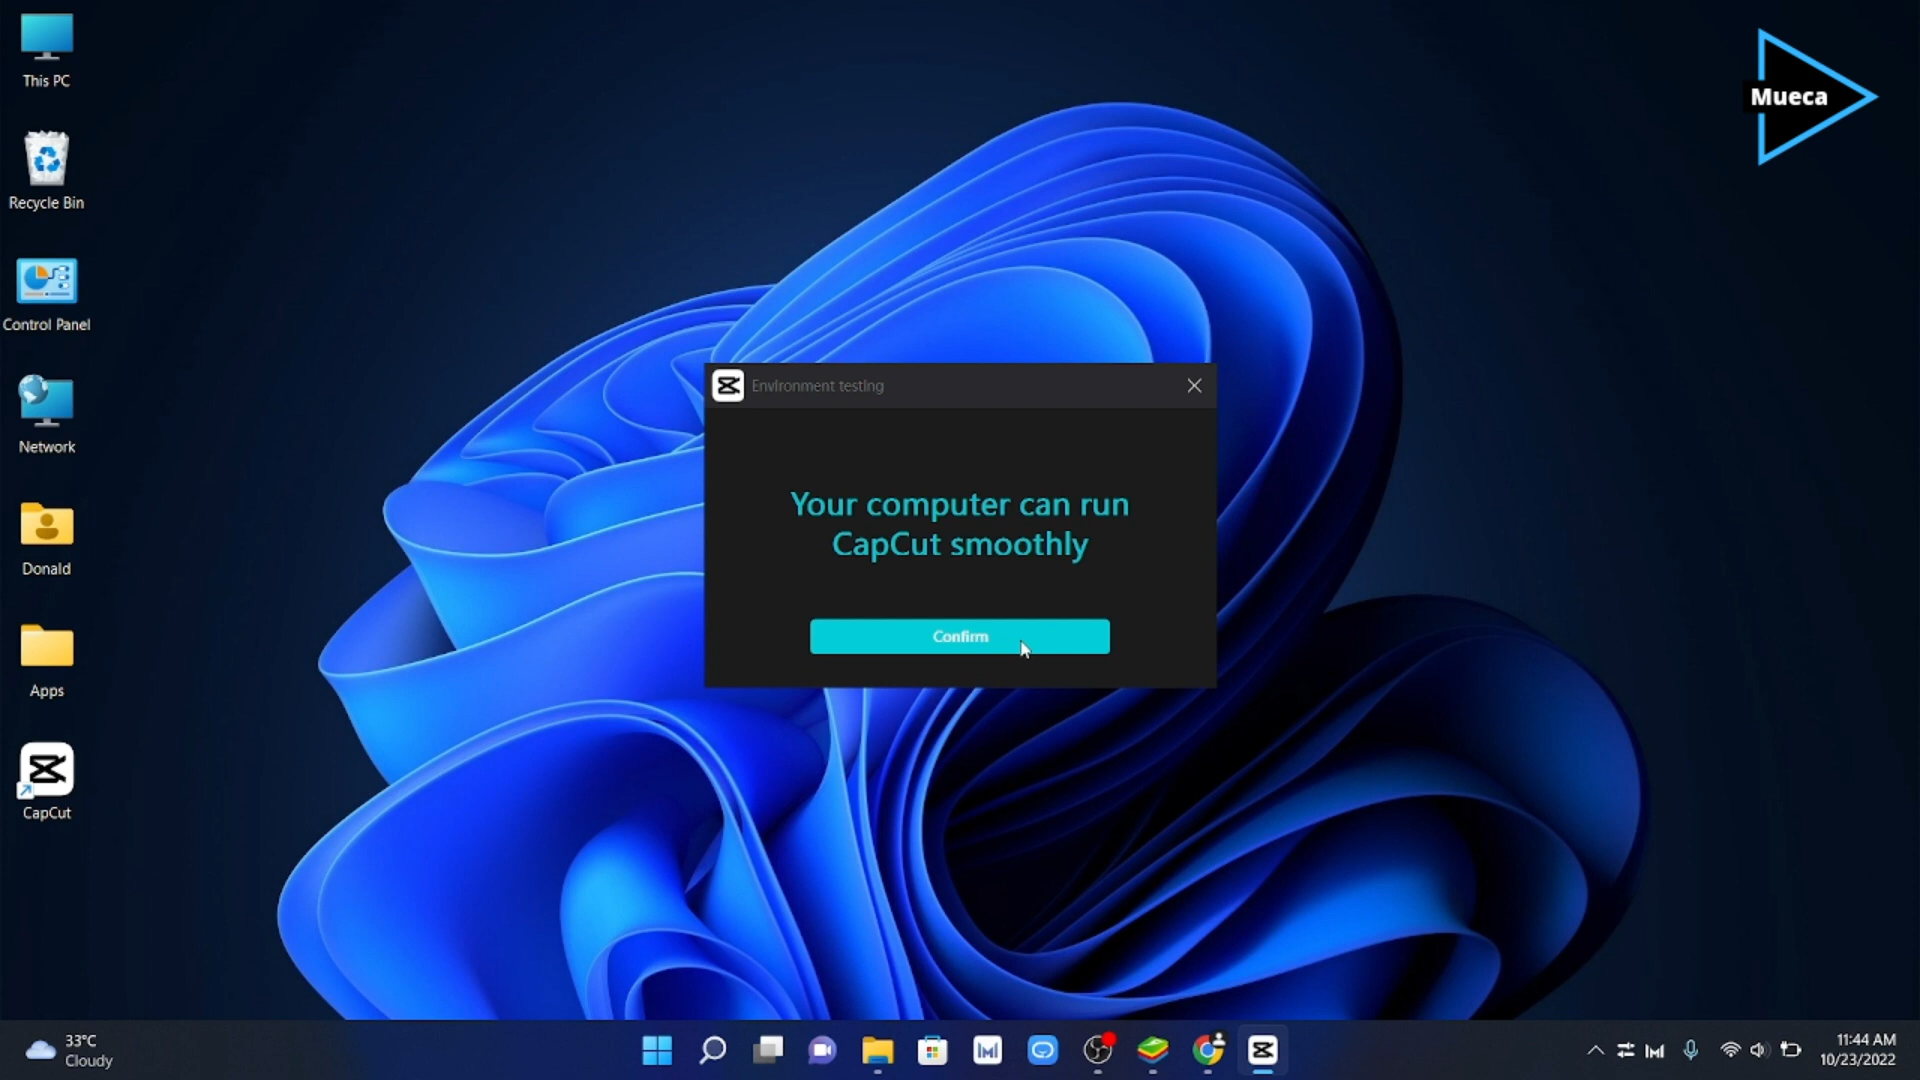 This PC
Recycle Bin
Control Panel
Network
Donald
Apps
CapCut
Mueca
Environment testing
Your computer can run
CapCut smoothly
Confirm
33°C
Cloudy
11:44 AM
10/23/2022